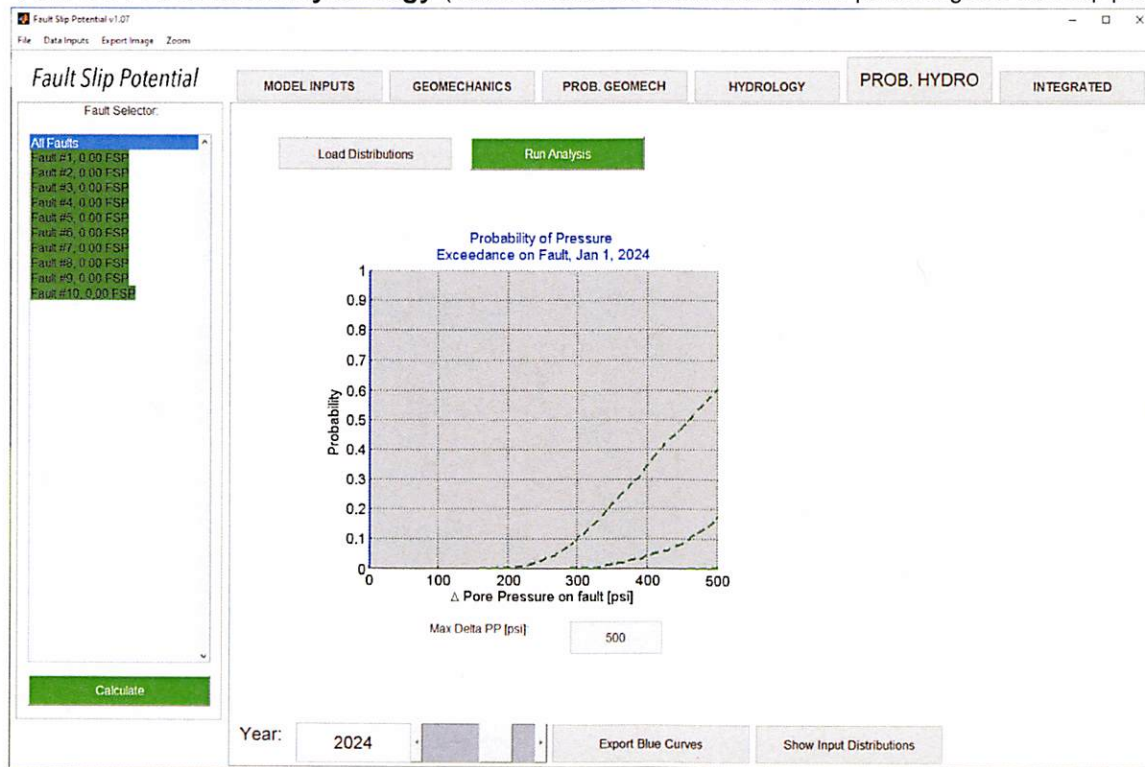 Fault Slip Potential v1.07
File Data Inputs Export Image Zoom
Fault Slip Potential
MODEL INPUTS GEOMECHANICS PROB. GEOMECH HYDROLOGY PROB. HYDRO INTEGRATED
Fault Selector:
All Faults
Fault #1, 0.00 FSP
Fault #2, 0.00 FSP
Fault #3, 0.00 FSP
Fault #4, 0.00 FSP
Fault #5, 0.00 FSP
Fault #6, 0.00 FSP
Fault #7, 0.00 FSP
Fault #8, 0.00 FSP
Fault #9, 0.00 FSP
Fault #10, 0.00 FSP
Calculate
Load Distributions Run Analysis
Probability of Pressure
Exceedance on Fault, Jan 1, 2024
Probability
1
0.9
0.8
0.7
0.6
0.5
0.4
0.3
0.2
0.1
0
0 100 200 300 400 500
Δ Pore Pressure on fault [psi]
Max Delta PP [psi]: 500
Year: 2024 Export Blue Curves Show Input Distributions